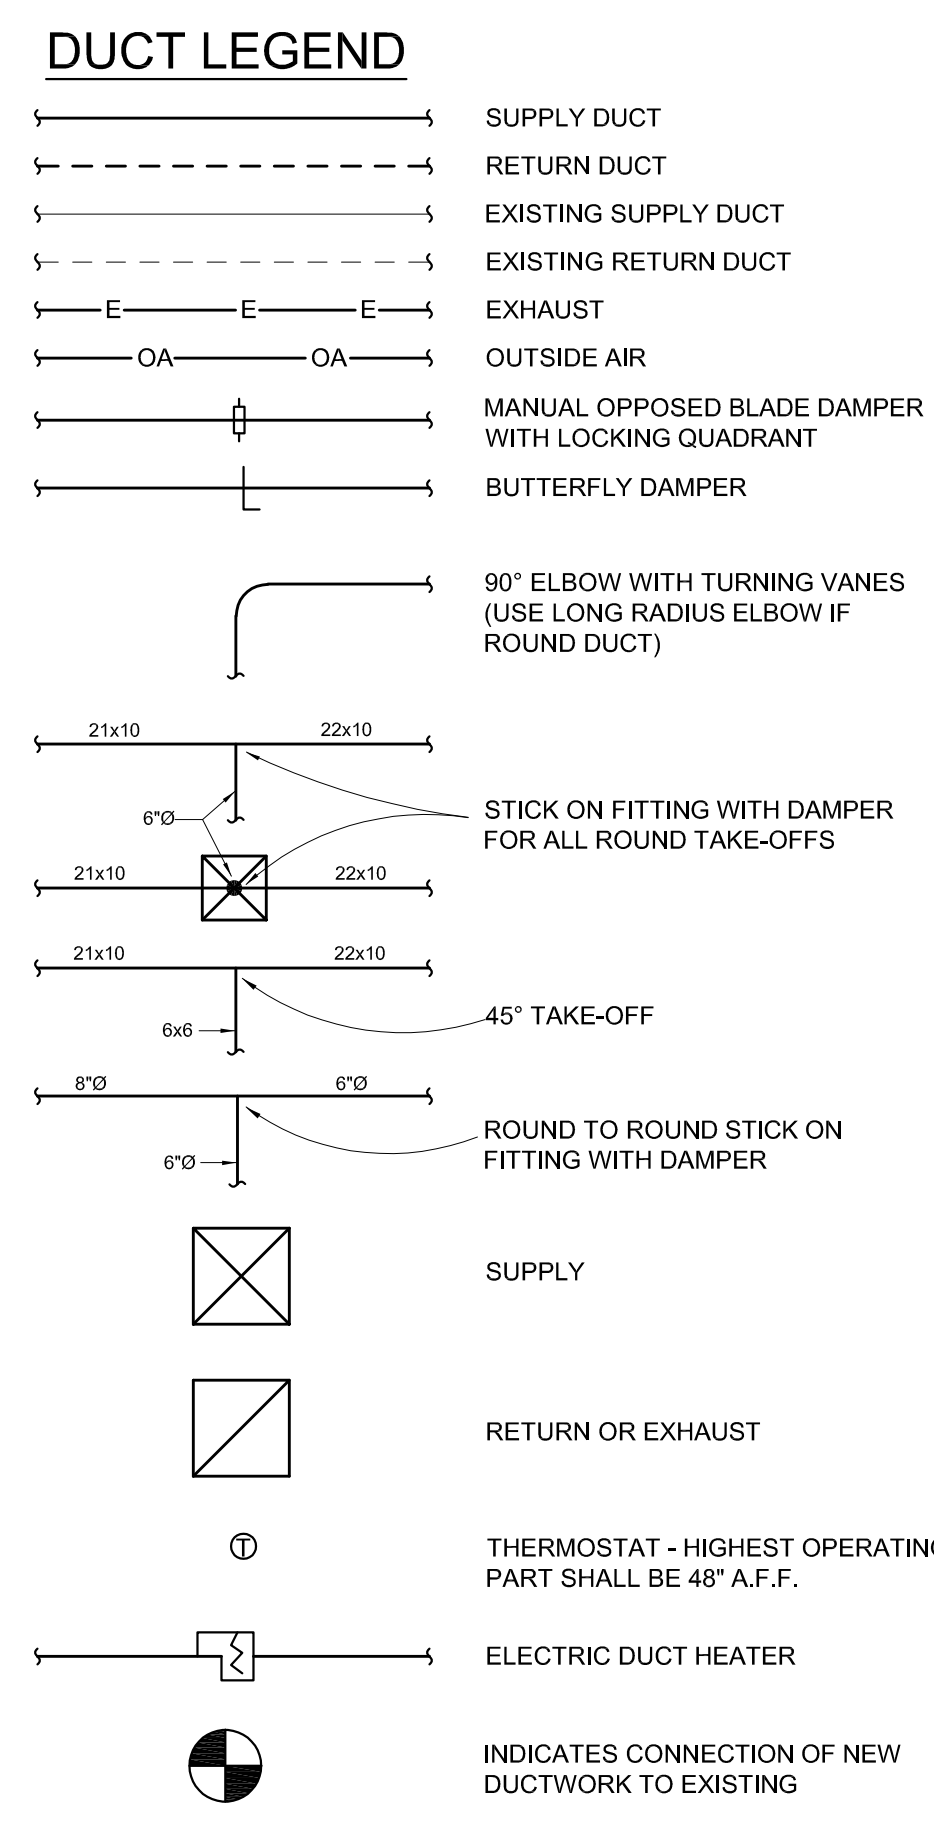 DUCT LEGEND
SUPPLY DUCT
RETURN DUCT
EXISTING SUPPLY DUCT
EXISTING RETURN DUCT
E E E EXHAUST
OA OA OUTSIDE AIR
MANUAL OPPOSED BLADE DAMPER
WITH LOCKING QUADRANT
BUTTERFLY DAMPER
90° ELBOW WITH TURNING VANES
(USE LONG RADIUS ELBOW IF
ROUND DUCT)
21x10 22x10
6"Ø
STICK ON FITTING WITH DAMPER
FOR ALL ROUND TAKE-OFFS
21x10 22x10
21x10 22x10
45° TAKE-OFF
6x6
8"Ø 6"Ø
ROUND TO ROUND STICK ON
FITTING WITH DAMPER
6"Ø
SUPPLY
RETURN OR EXHAUST
T THERMOSTAT - HIGHEST OPERATING
PART SHALL BE 48" A.F.F.
ELECTRIC DUCT HEATER
INDICATES CONNECTION OF NEW
DUCTWORK TO EXISTING